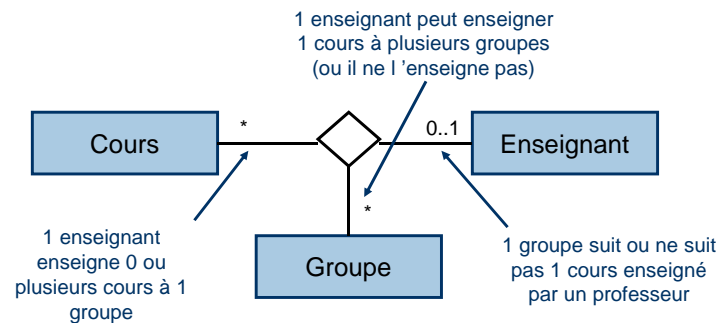 1 enseignant peut enseigner
1 cours à plusieurs groupes
(ou il ne l ’enseigne pas)
*
0..1
Cours
Enseignant
*
1 enseignant
enseigne 0 ou
plusieurs cours à 1
groupe
Groupe
1 groupe suit ou ne suit
pas 1 cours enseigné
par un professeur